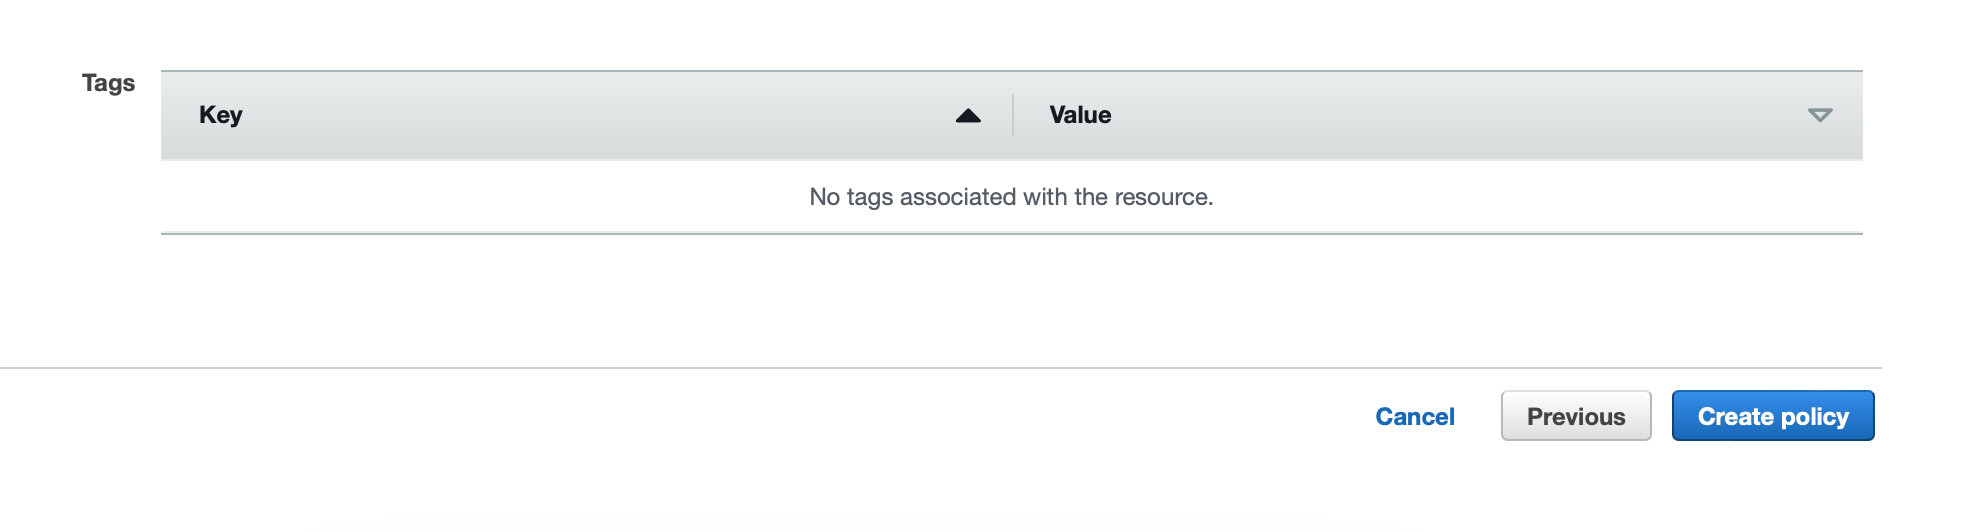 Tags
Key Value
No tags associated with the resource.
Cancel Previous Create policy